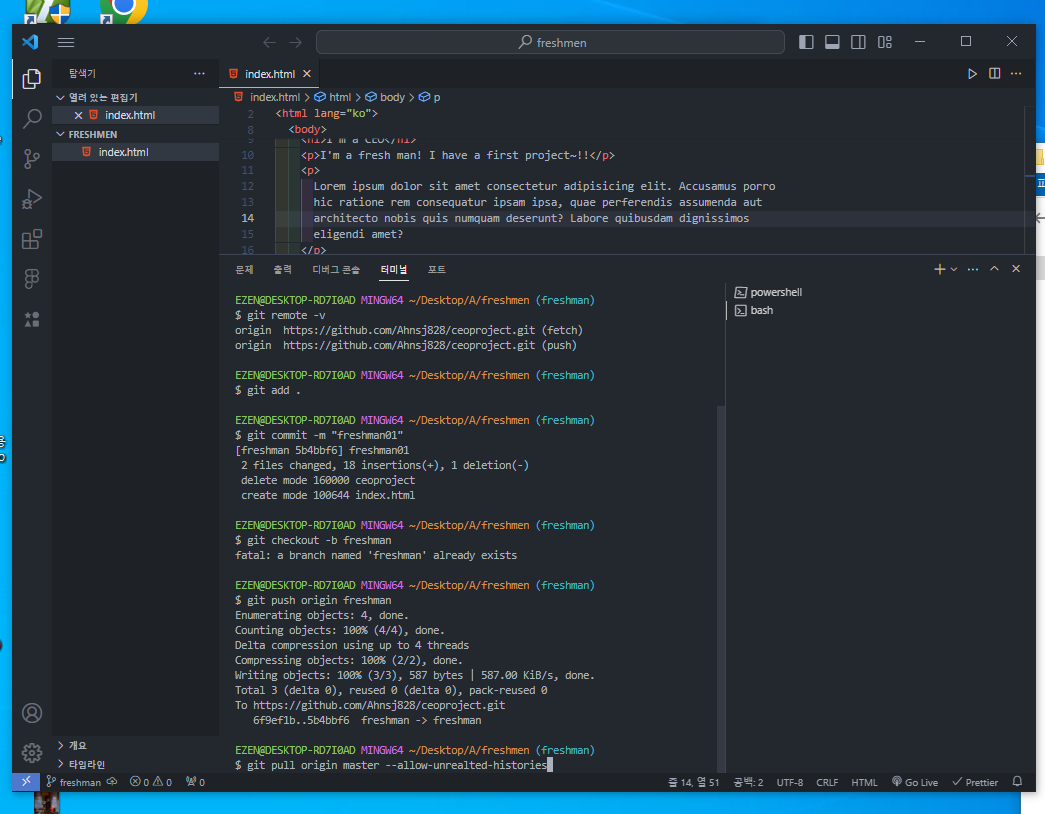 freshmen
탐색기
index.html
index.html > html > body > p
열려 있는 편집기
index.html
FRESHMEN
index.html
2 <html lang="ko">
8 <body>
9 <h1>I'm a CEO</h1>
10 <p>I'm a fresh man! I have a first project~!!</p>
11 <p>
12 Lorem ipsum dolor sit amet consectetur adipisicing elit. Accusamus porro
13 hic ratione rem consequatur ipsam ipsa, quae perferendis assumenda aut
14 architecto nobis quis numquam deserunt? Labore quibusdam dignissimos
15 eligendi amet?
16 </p>
문제 출력 디버그 콘솔 터미널 포트
powershell
bash
EZEN@DESKTOP-RD7I0AD MINGW64 ~/Desktop/A/freshmen (freshman)
$ git remote -v
origin  https://github.com/Ahnsj828/ceoproject.git (fetch)
origin  https://github.com/Ahnsj828/ceoproject.git (push)
EZEN@DESKTOP-RD7I0AD MINGW64 ~/Desktop/A/freshmen (freshman)
$ git add .
EZEN@DESKTOP-RD7I0AD MINGW64 ~/Desktop/A/freshmen (freshman)
$ git commit -m "freshman01"
[freshman 5b4bbf6] freshman01
2 files changed, 18 insertions(+), 1 deletion(-)
delete mode 160000 ceoproject
create mode 100644 index.html
EZEN@DESKTOP-RD7I0AD MINGW64 ~/Desktop/A/freshmen (freshman)
$ git checkout -b freshman
fatal: a branch named 'freshman' already exists
EZEN@DESKTOP-RD7I0AD MINGW64 ~/Desktop/A/freshmen (freshman)
$ git push origin freshman
Enumerating objects: 4, done.
Counting objects: 100% (4/4), done.
Delta compression using up to 4 threads
Compressing objects: 100% (2/2), done.
Writing objects: 100% (3/3), 587 bytes | 587.00 KiB/s, done.
Total 3 (delta 0), reused 0 (delta 0), pack-reused 0
To https://github.com/Ahnsj828/ceoproject.git
6f9ef1b..5b4bbf6  freshman -> freshman
EZEN@DESKTOP-RD7I0AD MINGW64 ~/Desktop/A/freshmen (freshman)
$ git pull origin master --allow-unrealted-histories
개요
타임라인
freshman 0 0 0 줄 14, 열 51 공백: 2 UTF-8 CRLF HTML Go Live Prettier